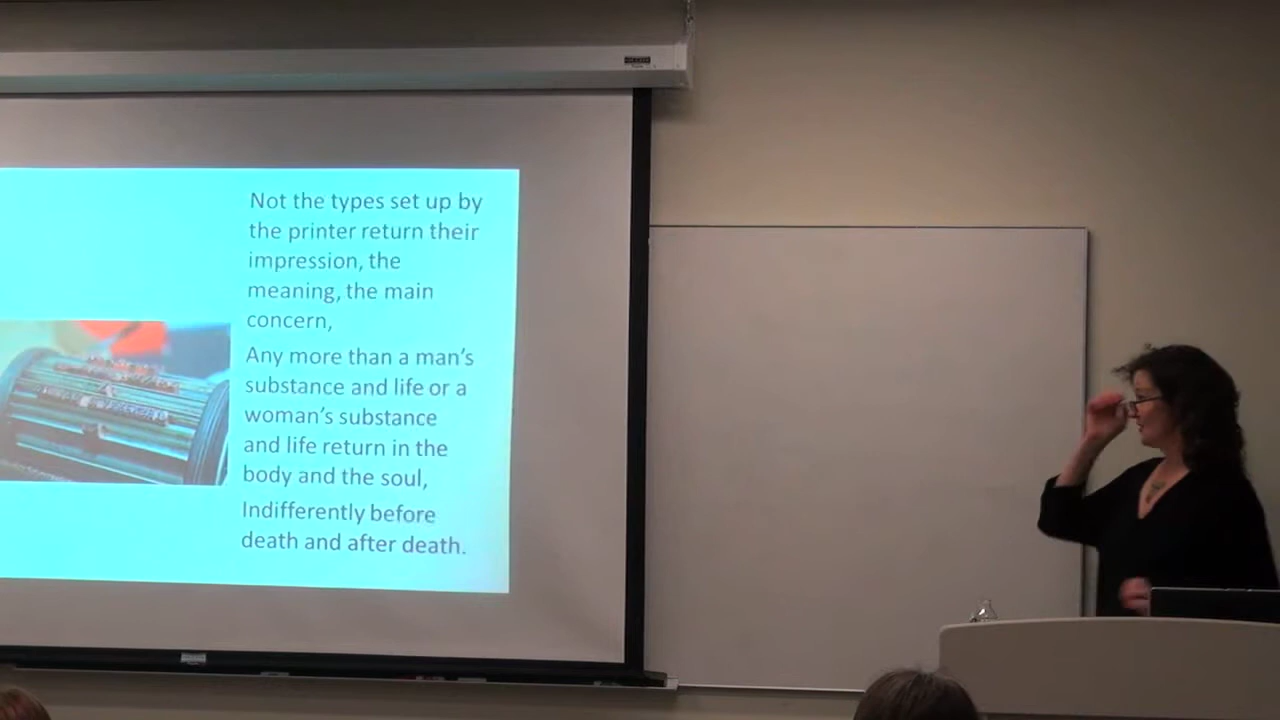 Not the types set up by
the printer return their
impression, the
meaning, the main
concern,
Any more than a man's
substance and life or a
woman's substance
and life return in the
body and the soul,
Indifferently before
death and after death.